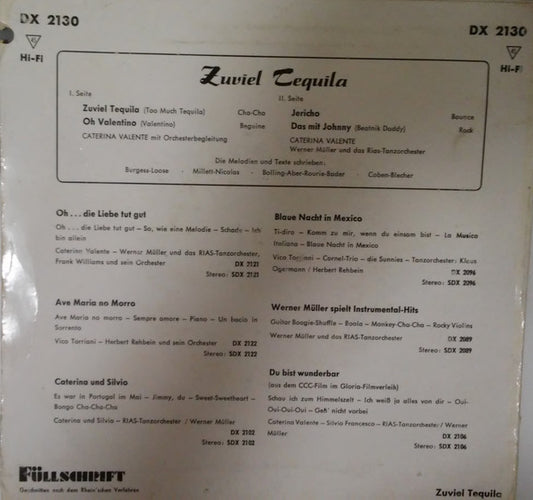 DX 2130
DX 2130
45
45
Hi-Fi
Hi-Fi
Zuviel Tequila
I. Seite
II. Seite
Zuviel Tequila (Too Much Tequila) Cha-Cha
Oh Valentino (Valentino) Beguine
CATERINA VALENTE mit Orchesterbegleitung
Jericho Bounce
Das mit Johnny (Beatnik Daddy) Rock
CATERINA VALENTE
Werner Müller und das Rias-Tanzorchester
Die Melodien und Texte schrieben:
Burgess-Loose · Millett-Nicolas · Bolling-Aber-Rouris-Bader · Coben-Blecher
Oh . . . die Liebe tut gut
Oh . . . die Liebe tut gut – So, wie eine Melodie – Schade – Ich
bin allein
Caterina Valente – Werner Müller und das RIAS-Tanzorchester,
Frank Williams und sein Orchester DX 2121
Stereo: SDX 2121
Ave Maria no Morro
Ave Maria no morro – Sempre amore – Piano – Un bacio in
Sorrento
Vico Torriani – Herbert Rehbein und sein Orchester DX 2122
Stereo: SDX 2122
Caterina und Silvio
Es war in Portugal im Mai – Jimmy, du – Sweet-Sweetheart –
Bongo Cha-Cha-Cha
Caterina und Silvio – RIAS-Tanzorchester / Werner Müller
DX 2102
Stereo: SDX 2102
Blaue Nacht in Mexico
Ti-diro – Komm zu mir, wenn du einsam bist – La Musica
Italiana – Blaue Nacht in Mexico
Vico Torriani – Cornel-Trio – die Sunnies – Tanzorchester: Klaus
Ogermann / Herbert Rehbein DX 2096
Stereo: SDX 2096
Werner Müller spielt Instrumental-Hits
Guitar Boogie-Shuffle – Baala – Monkey-Cha-Cha – Rocky Violins
Werner Müller und das RIAS-Tanzorchester DX 2089
Stereo: SDX 2089
Du bist wunderbar
(aus dem CCC-Film im Gloria-Filmverleih)
Schau ich zum Himmelszelt – Ich weiß ja alles von dir – Oui-
Oui-Oui-Oui – Geh' nicht vorbei
Caterina Valente – Silvio Francesco – RIAS-Tanzorchester / Werner
Müller DX 2106
Stereo: SDX 2106
FÜLLSCHRIFT
Geschnitten nach dem Rhein'schen Verfahren
Zuviel Tequila